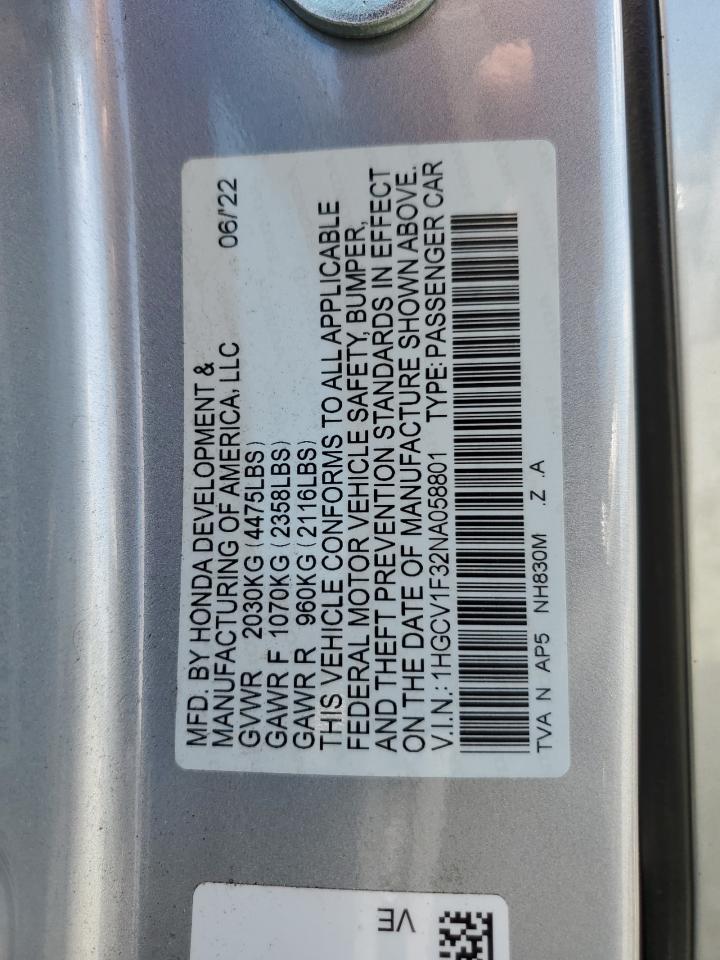 MFD. BY HONDA DEVELOPMENT &
MANUFACTURING OF AMERICA, LLC 06/'22
GVWR 2030KG (4475LBS)
GAWR F 1070KG (2358LBS)
GAWR R 960KG (2116LBS)
THIS VEHICLE CONFORMS TO ALL APPLICABLE
FEDERAL MOTOR VEHICLE SAFETY, BUMPER,
AND THEFT PREVENTION STANDARDS IN EFFECT
ON THE DATE OF MANUFACTURE SHOWN ABOVE.
V.I.N.: 1HGCV1F32NA058801 TYPE: PASSENGER CAR
TVA N AP5 NH830M .Z .A
VE